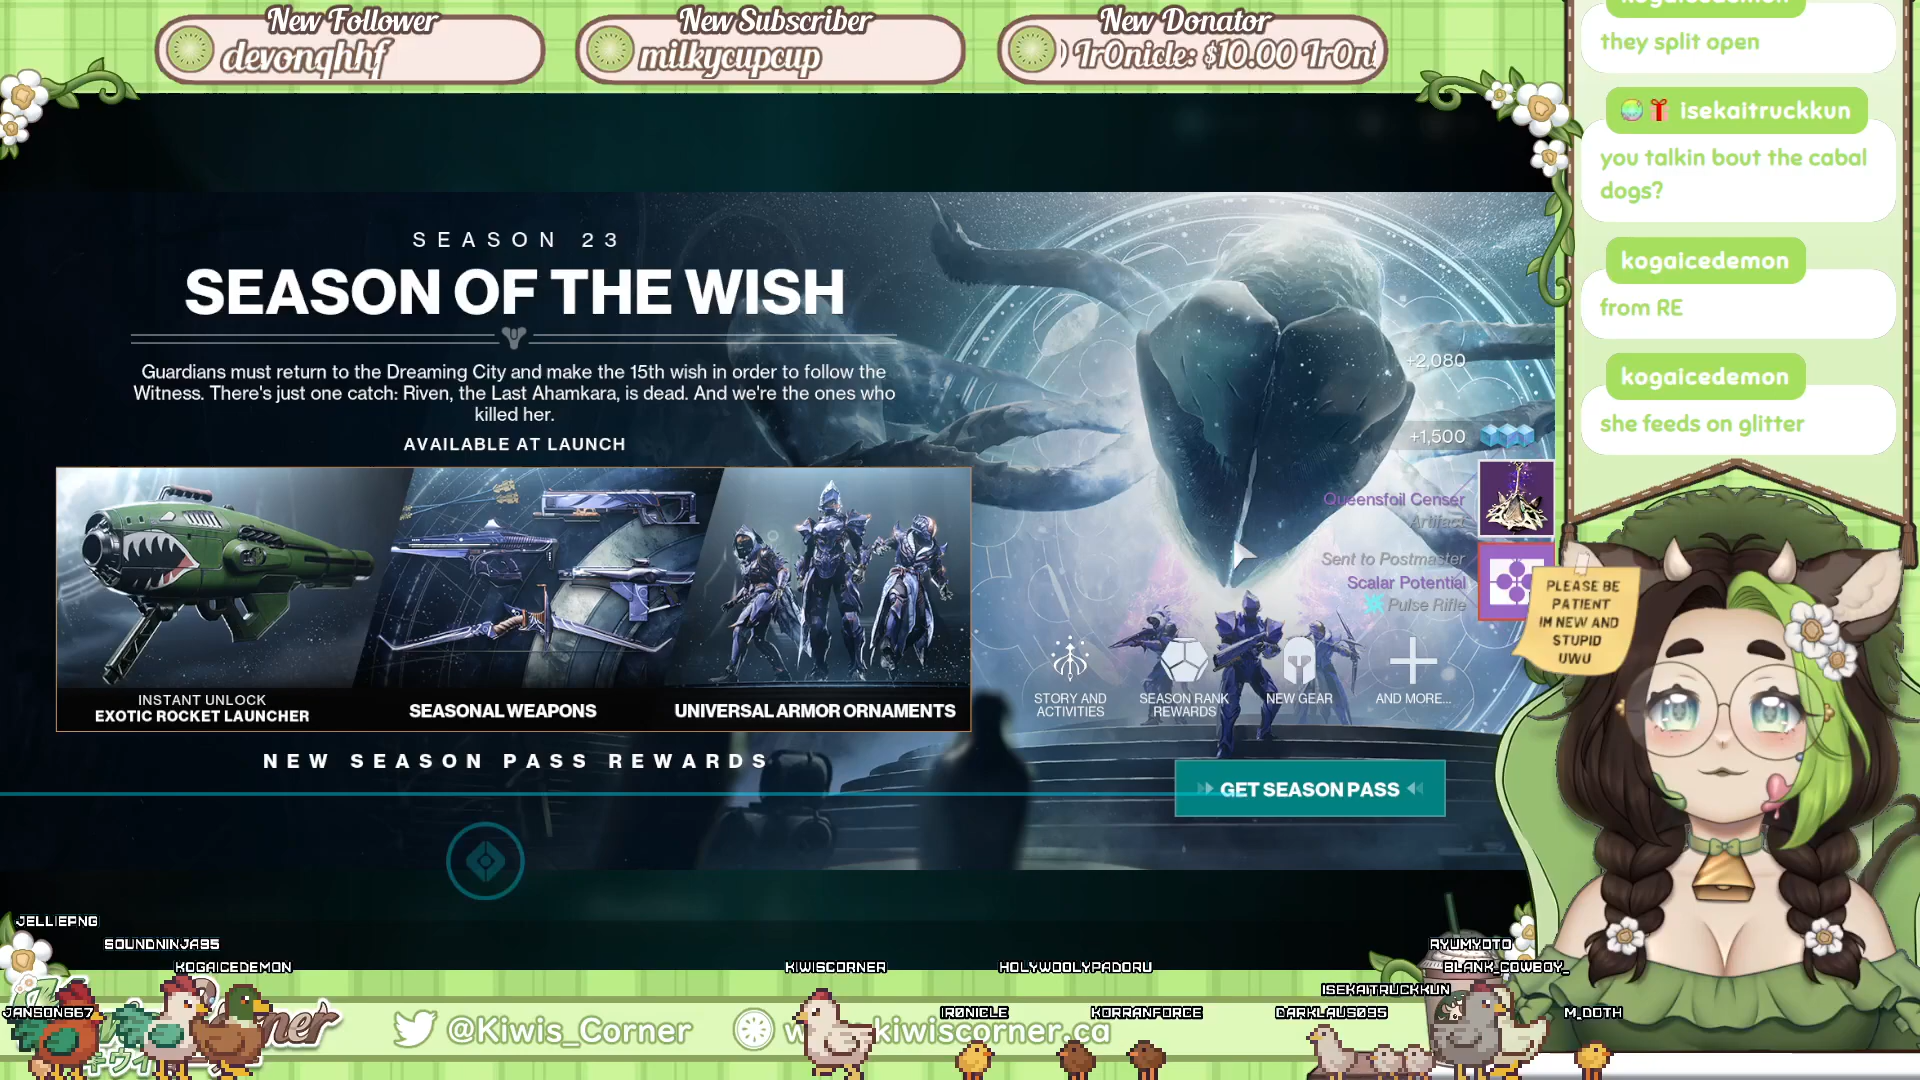 New Follower
devonqhhf
New Subscriber
milkycupcup
New Donator
) Ir0nicle: $10.00 Ir0ni
kogaicedemon
they split open
isekaitruckkun
you talkin bout the cabal
dogs?
kogaicedemon
from RE
kogaicedemon
she feeds on glitter
SEASON 23
SEASON OF THE WISH
Guardians must return to the Dreaming City and make the 15th wish in order to follow the
Witness. There's just one catch: Riven, the Last Ahamkara, is dead. And we're the ones who
killed her.
AVAILABLE AT LAUNCH
INSTANT UNLOCK
EXOTIC ROCKET LAUNCHER
SEASONAL WEAPONS
UNIVERSAL ARMOR ORNAMENTS
NEW SEASON PASS REWARDS
+2,080
+1,500
Queensfoil Censer
Artifact
Sent to Postmaster
Scalar Potential
Pulse Rifle
STORY AND
ACTIVITIES
SEASON RANK
REWARDS
NEW GEAR
AND MORE...
GET SEASON PASS
PLEASE BE
PATIENT
IM NEW AND
STUPID
UWU
JELLIEPNG
SOUNDNINJA95
KOGAICEDEMON
JANSON667
KIWISCORNER
HOLYWOOLYPADORU
IR0NICLE
KORRANFORCE
DARKLAUS095
ISEKAITRUCKKUN
AYUMYOTO
BLANK_COWBOY_
M_DOTH
@Kiwis_Corner
kiwiscorner.ca